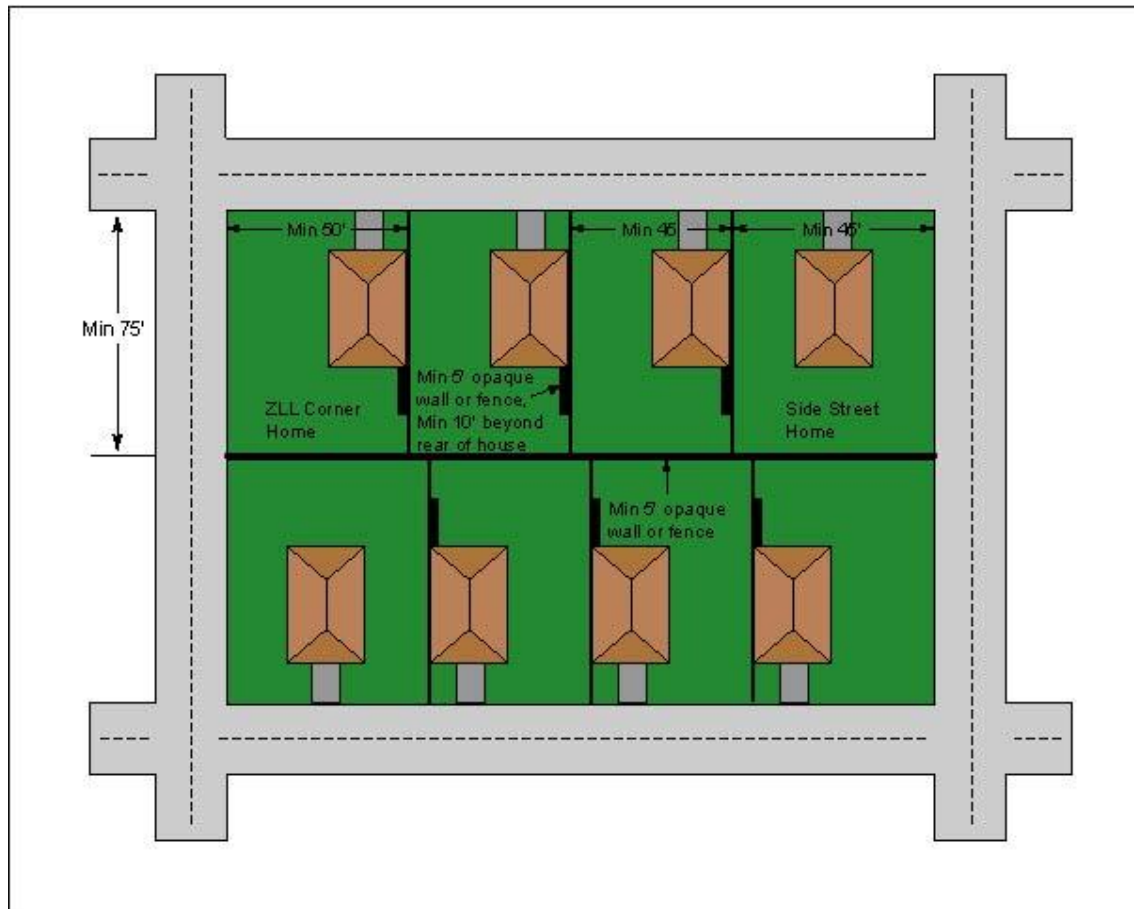 Min 50'
Min 45
Min 45'
Min 75'
Min 5' opaque
wall or fence,
Min 10' beyond
rear of house
ZLL Corner
Home
Side Street
Home
Min 5' opaque
wall or fence